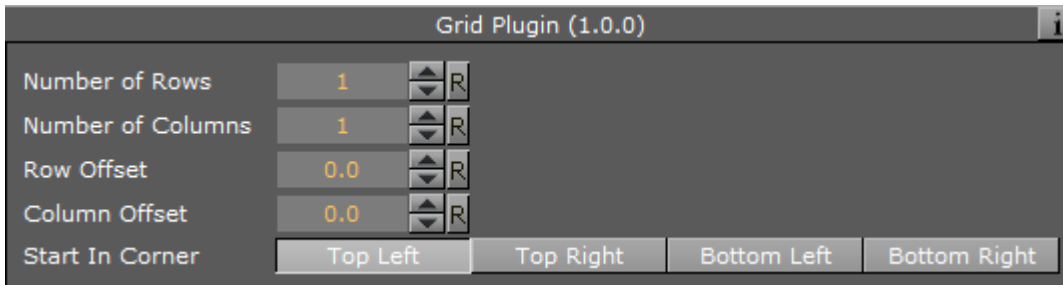 Grid Plugin (1.0.0) i
Number of Rows 1 R
Number of Columns 1 R
Row Offset 0.0 R
Column Offset 0.0 R
Start In Corner Top Left Top Right Bottom Left Bottom Right